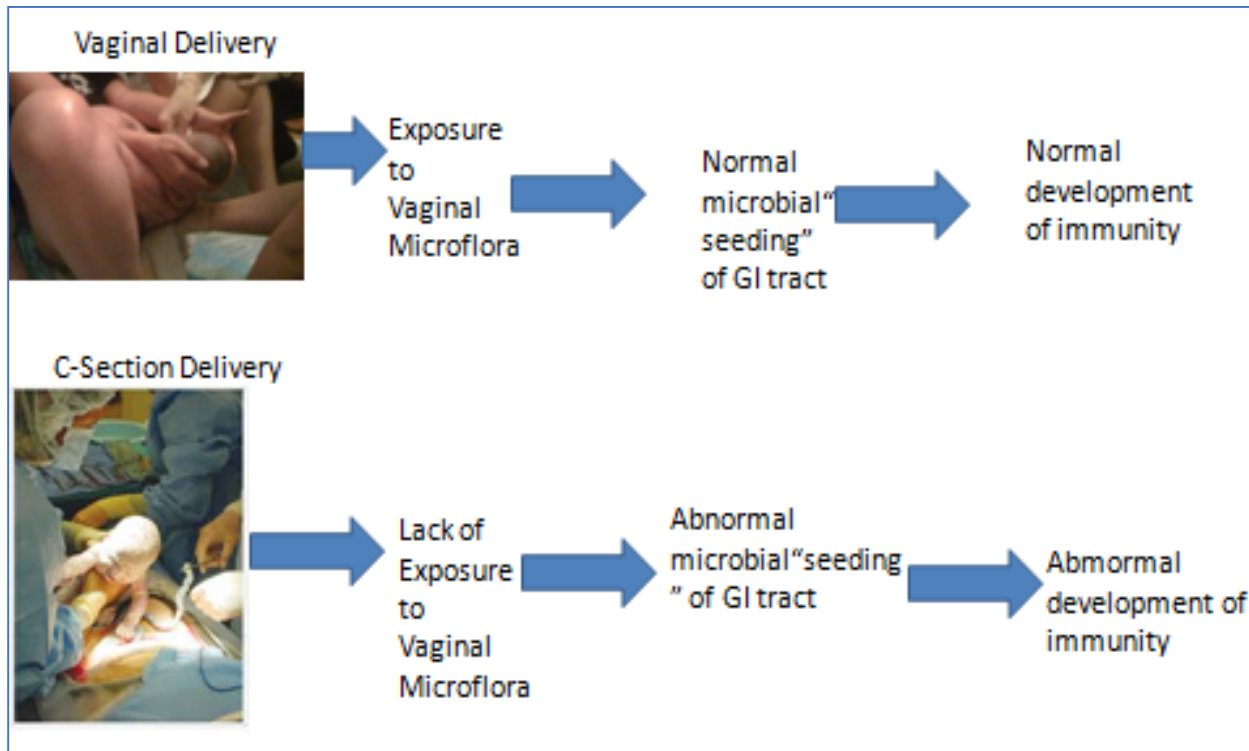 Vaginal Delivery
Exposure
to
Vaginal
Microflora
Normal
microbial“
seeding”
of GI tract
Normal
development
of immunity
C-Section Delivery
Lack of
Exposure
to
Vaginal
Microflora
Abnormal
microbial“seeding
” of GI tract
Abmormal
development of
immunity